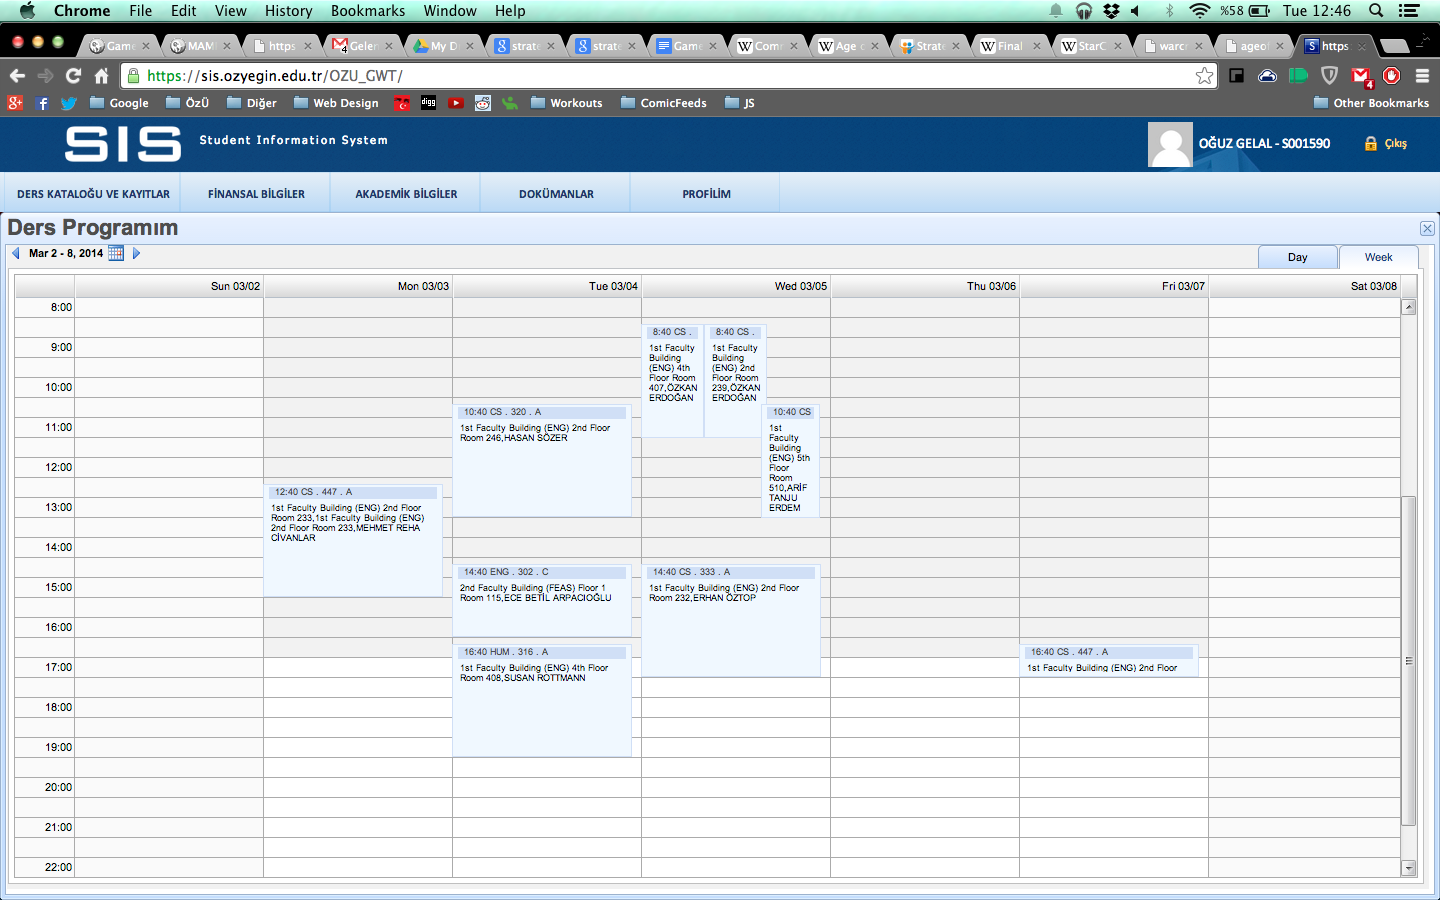 Chrome File Edit View History Bookmarks Window Help %58 Tue 12:46
Game MAMP https Gelen My D strate strate Game Com Age o Strate Final StarC warcr ageof https
https://sis.ozyegin.edu.tr/OZU_GWT/
Google ÖzÜ Diğer Web Design digg Workouts ComicFeeds JS Other Bookmarks
SIS Student Information System OĞUZ GELAL - S001590 Çıkış
DERS KATALOĞU VE KAYITLAR FİNANSAL BİLGİLER AKADEMİK BİLGİLER DOKÜMANLAR PROFİLİM
Ders Programım
Mar 2 - 8, 2014 Day Week
Sun 03/02 Mon 03/03 Tue 03/04 Wed 03/05 Thu 03/06 Fri 03/07 Sat 03/08
8:00
9:00
10:00
11:00
12:00
13:00
14:00
15:00
16:00
17:00
18:00
19:00
20:00
21:00
22:00
12:40 CS . 447 . A
1st Faculty Building (ENG) 2nd Floor
Room 233,1st Faculty Building (ENG)
2nd Floor Room 233,MEHMET REHA
CİVANLAR
10:40 CS . 320 . A
1st Faculty Building (ENG) 2nd Floor
Room 246,HASAN SÖZER
14:40 ENG . 302 . C
2nd Faculty Building (FEAS) Floor 1
Room 115,ECE BETİL ARPACIOĞLU
16:40 HUM . 316 . A
1st Faculty Building (ENG) 4th Floor
Room 408,SUSAN ROTTMANN
8:40 CS .
1st Faculty
Building
(ENG) 4th
Floor Room
407,ÖZKAN
ERDOĞAN
8:40 CS .
1st Faculty
Building
(ENG) 2nd
Floor Room
239,ÖZKAN
ERDOĞAN
10:40 CS
1st
Faculty
Building
(ENG) 5th
Floor
Room
510,ARİF
TANJU
ERDEM
14:40 CS . 333 . A
1st Faculty Building (ENG) 2nd Floor
Room 232,ERHAN ÖZTOP
16:40 CS . 447 . A
1st Faculty Building (ENG) 2nd Floor